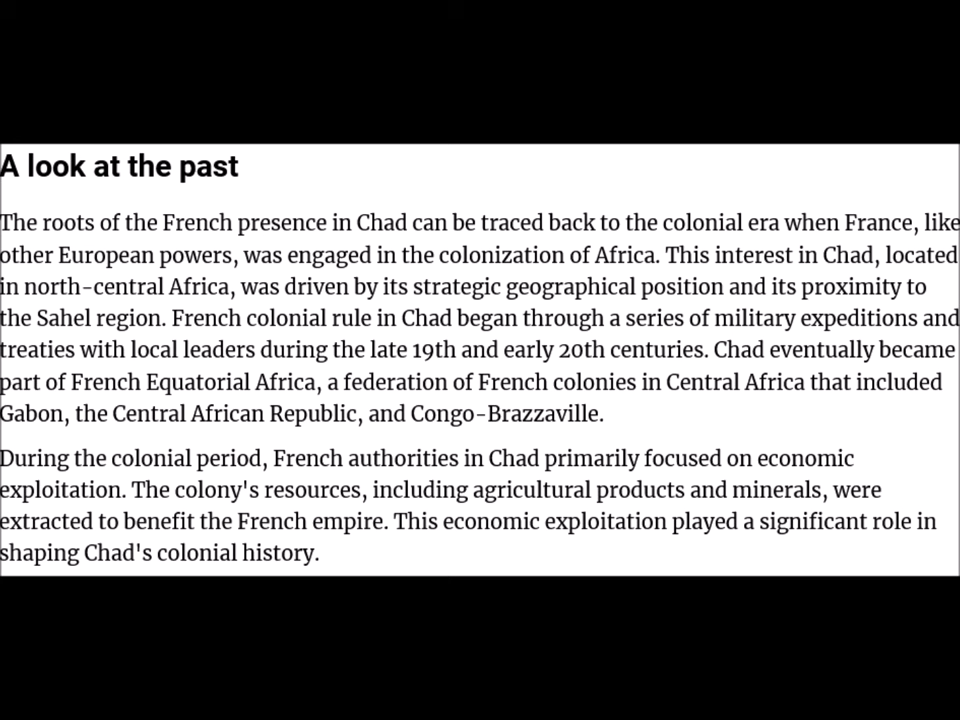 A look at the past
The roots of the French presence in Chad can be traced back to the colonial era when France, like
other European powers, was engaged in the colonization of Africa. This interest in Chad, located
in north-central Africa, was driven by its strategic geographical position and its proximity to
the Sahel region. French colonial rule in Chad began through a series of military expeditions and
treaties with local leaders during the late 19th and early 20th centuries. Chad eventually became
part of French Equatorial Africa, a federation of French colonies in Central Africa that included
Gabon, the Central African Republic, and Congo-Brazzaville.
During the colonial period, French authorities in Chad primarily focused on economic
exploitation. The colony's resources, including agricultural products and minerals, were
extracted to benefit the French empire. This economic exploitation played a significant role in
shaping Chad's colonial history.